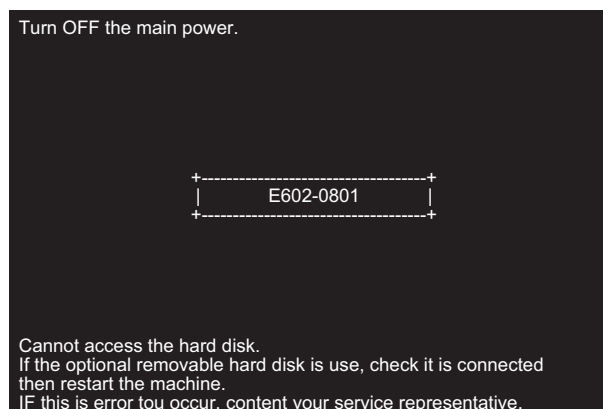 Turn OFF the main power.
+------------------------------------+
| E602-0801 |
+------------------------------------+
Cannot access the hard disk.
If the optional removable hard disk is use, check it is connected
then restart the machine.
IF this is error tou occur, content your service representative.